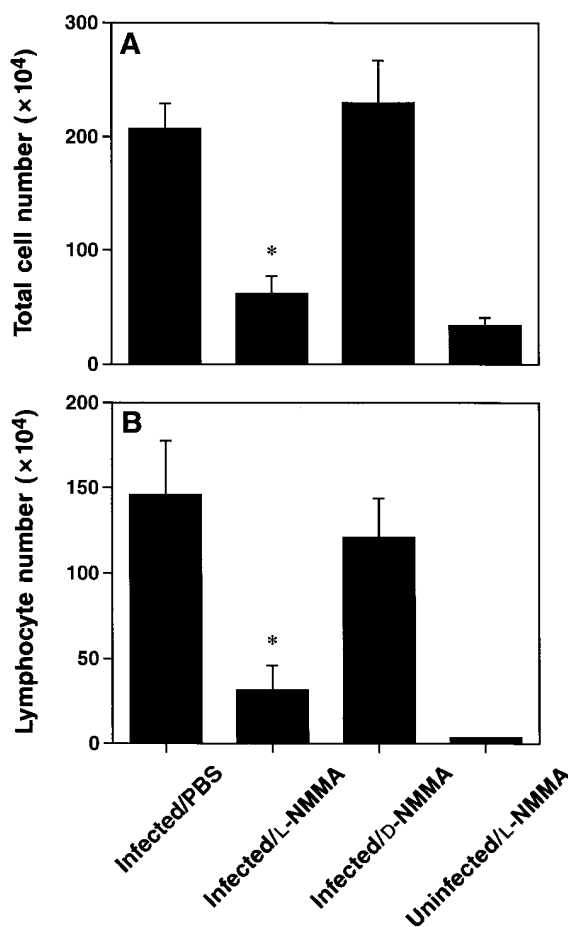 Total cell number (×10⁴)
A
300
200
100
0
*
Lymphocyte number (×10⁴)
B
200
150
100
50
0
*
Infected/PBS
Infected/L-NMMA
Infected/D-NMMA
Uninfected/L-NMMA